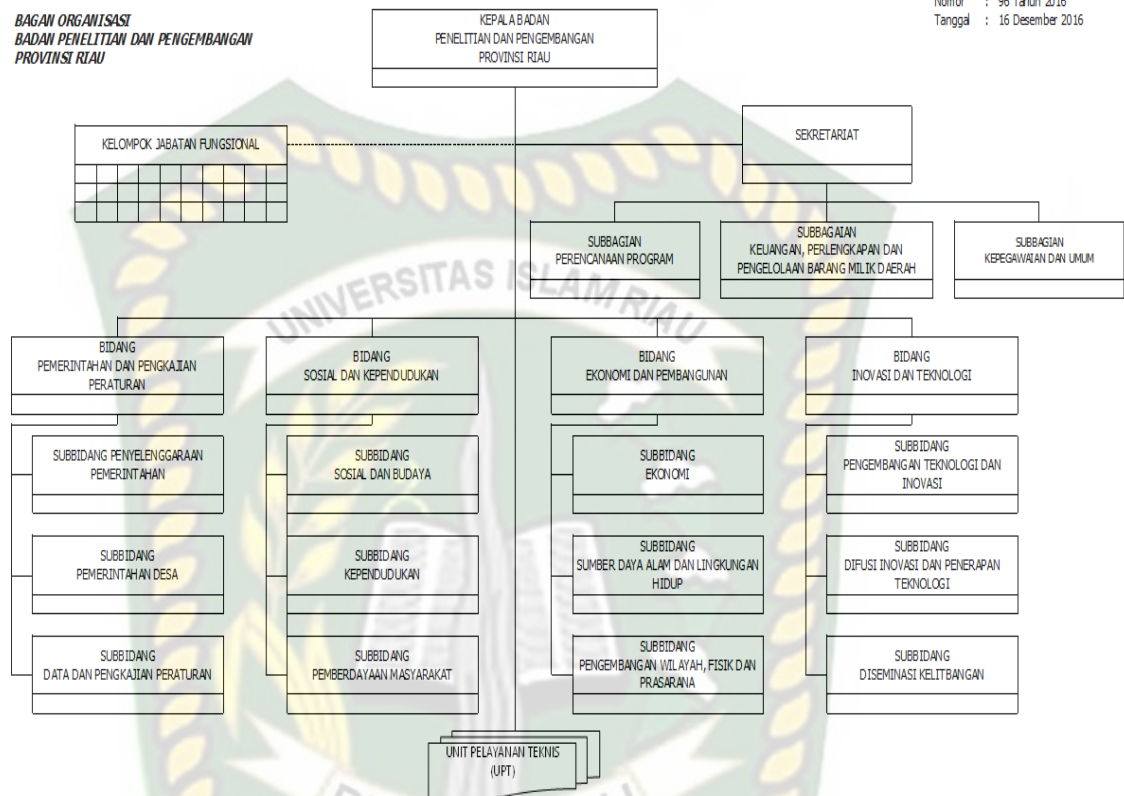 BAGAN ORGANISASI
BADAN PENELITIAN DAN PENGEMBANGAN
PROVINSI RIAU
Nomor : 96 Tahun 2016
Tanggal : 16 Desember 2016
KEPALA BADAN
PENELITIAN DAN PENGEMBANGAN
PROVINSI RIAU
KELOMPOK JABATAN FUNGSIONAL
SEKRETARIAT
SUBBAGIAN
PERENCANAAN PROGRAM
SUBBAGAIAN
KEUANGAN, PERLENGKAPAN DAN
PENGELOLAAN BARANG MILIK DAERAH
SUBBAGIAN
KEPEGAWAIAN DAN UMUM
UNIVERSITAS ISLAM RIAU
BIDANG
PEMERINTAHAN DAN PENGKAJIAN
PERATURAN
BIDANG
SOSIAL DAN KEPENDUDUKAN
BIDANG
EKONOMI DAN PEMBANGUNAN
BIDANG
INOVASI DAN TEKNOLOGI
SUBBIDANG PENYELENGGARAAN
PEMERINTAHAN
SUBBIDANG
SOSIAL DAN BUDAYA
SUBBIDANG
EKONOMI
SUBBIDANG
PENGEMBANGAN TEKNOLOGI DAN
INOVASI
SUBBIDANG
PEMERINTAHAN DESA
SUBBIDANG
KEPENDUDUKAN
SUBBIDANG
SUMBER DAYA ALAM DAN LINGKUNGAN
HIDUP
SUBBIDANG
DIFUSI INOVASI DAN PENERAPAN
TEKNOLOGI
SUBBIDANG
DATA DAN PENGKAJIAN PERATURAN
SUBBIDANG
PEMBERDAYAAN MASYARAKAT
SUBBIDANG
PENGEMBANGAN WILAYAH, FISIK DAN
PRASARANA
SUBBIDANG
DISEMINASI KELITBANGAN
UNIT PELAYANAN TEKNIS
(UPT)